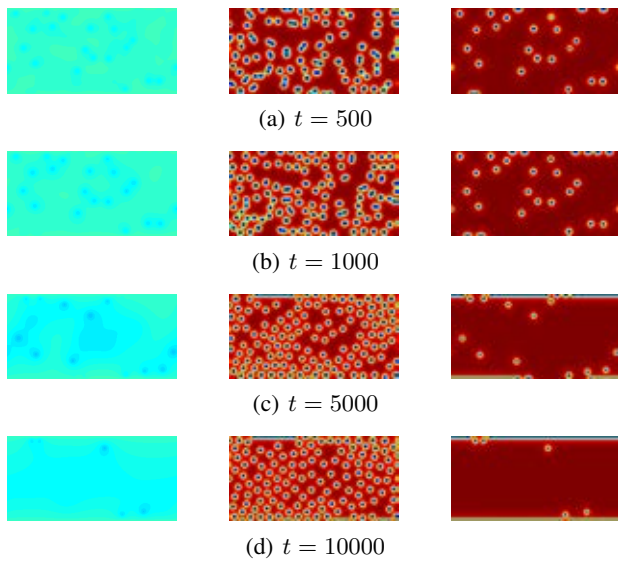 (a) t = 500
(b) t = 1000
(c) t = 5000
(d) t = 10000